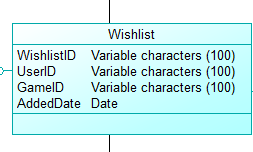 Wishlist
WishlistID Variable characters (100)
UserID Variable characters (100)
GameID Variable characters (100)
AddedDate Date